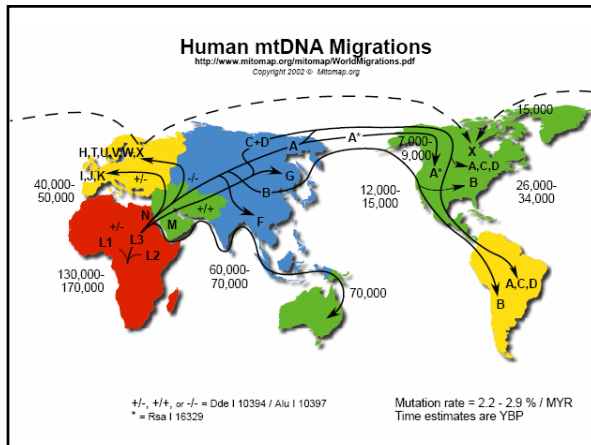 Human mtDNA Migrations
http://www.mitomap.org/mitomap/WorldMigrations.pdf
Copyright 2002 © Mitomap.org
15,000
C+D
A
A*
7,000-
9,000
X
H,T,U,V,W,X
I,J,K
+/-
-/-
G
A*
A,C,D
B
40,000-
50,000
B
12,000-
15,000
26,000-
34,000
N
M
+/+
F
+/-
L3
L1
L2
130,000-
170,000
60,000-
70,000
70,000
A,C,D
B
+/-, +/+, or -/- = Dde I 10394 / Alu I 10397
* = Rsa I 16329
Mutation rate = 2.2 - 2.9 % / MYR
Time estimates are YBP